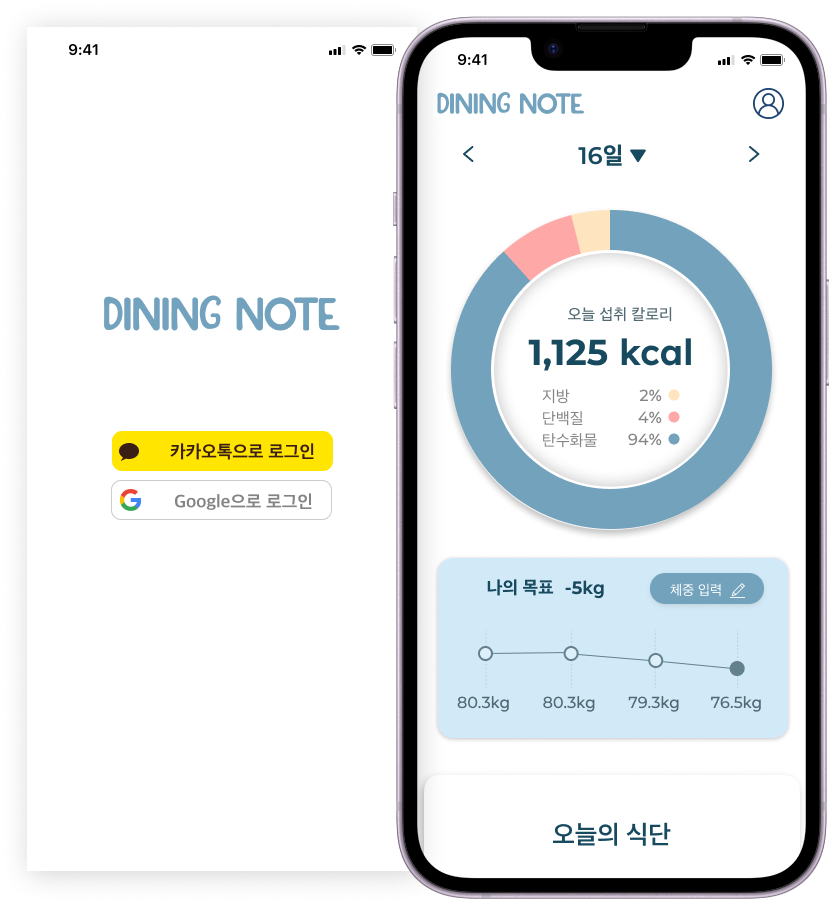 9:41
DINING NOTE
카카오톡으로 로그인
Google으로 로그인
9:41
DINING NOTE
16일
오늘 섭취 칼로리
1,125 kcal
지방 2%
단백질 4%
탄수화물 94%
나의 목표 -5kg
체중 입력
80.3kg 80.3kg 79.3kg 76.5kg
오늘의 식단